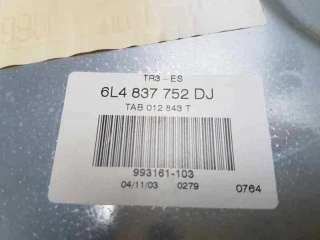 TR3-ES
6L4 837 752 DJ
TAB 012 843 T
993161-103
04/11/03 0279 0764